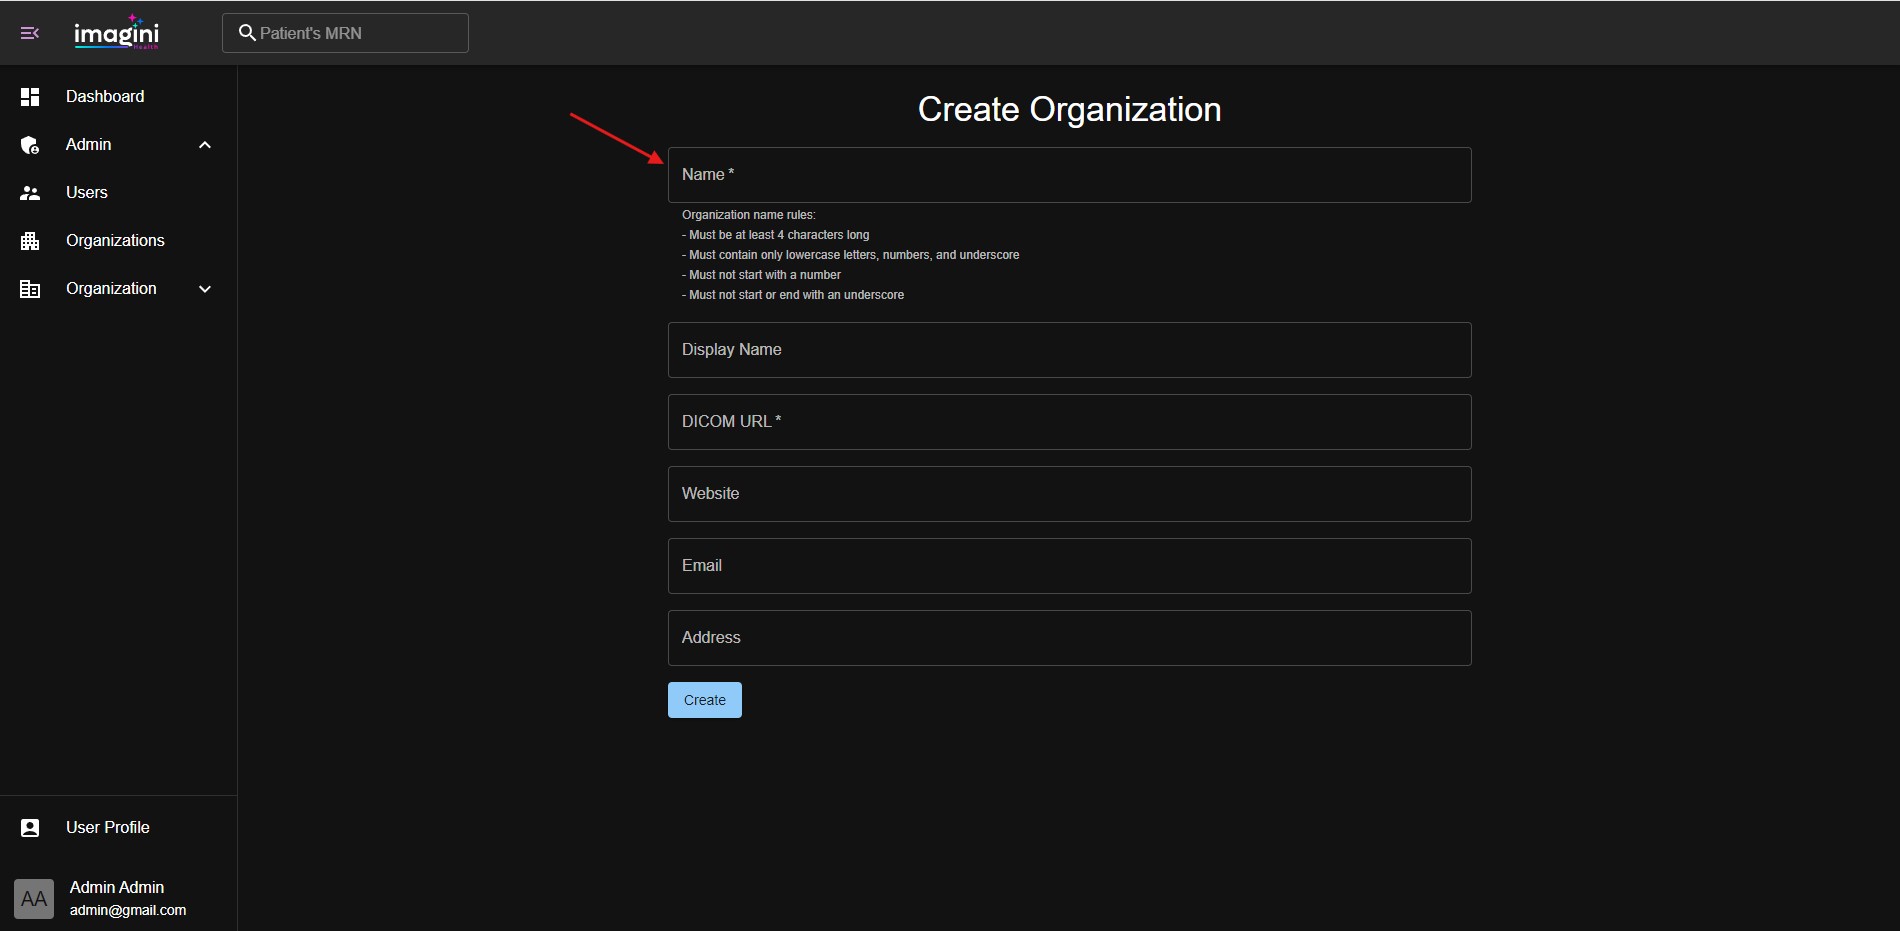 imagini
Health
Patient's MRN
Dashboard
Admin
Users
Organizations
Organization
Create Organization
Name *
Organization name rules:
- Must be at least 4 characters long
- Must contain only lowercase letters, numbers, and underscore
- Must not start with a number
- Must not start or end with an underscore
Display Name
DICOM URL *
Website
Email
Address
Create
User Profile
AA
Admin Admin
admin@gmail.com